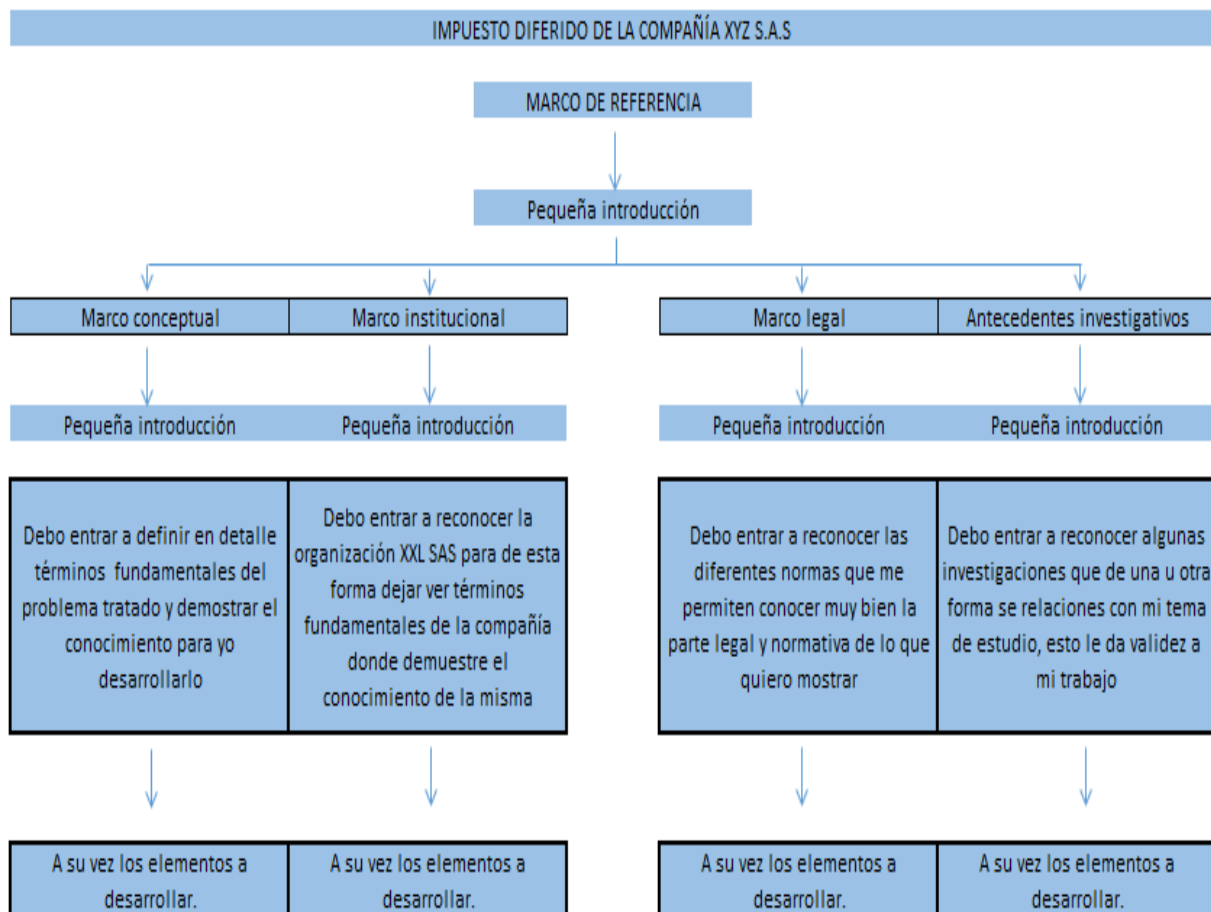 IMPUESTO DIFERIDO DE LA COMPAÑÍA XYZ S.A.S
MARCO DE REFERENCIA
Pequeña introducción
Marco conceptual
Marco institucional
Marco legal
Antecedentes investigativos
Pequeña introducción
Pequeña introducción
Pequeña introducción
Pequeña introducción
Debo entrar a definir en detalle
términos fundamentales del
problema tratado y demostrar el
conocimiento para yo
desarrollarlo
Debo entrar a reconocer la
organización XXL SAS para de esta
forma dejar ver términos
fundamentales de la compañía
donde demuestre el
conocimiento de la misma
Debo entrar a reconocer las
diferentes normas que me
permiten conocer muy bien la
parte legal y normativa de lo que
quiero mostrar
Debo entrar a reconocer algunas
investigaciones que de una u otra
forma se relaciones con mi tema
de estudio, esto le da validez a
mi trabajo
A su vez los elementos a
desarrollar.
A su vez los elementos a
desarrollar.
A su vez los elementos a
desarrollar.
A su vez los elementos a
desarrollar.